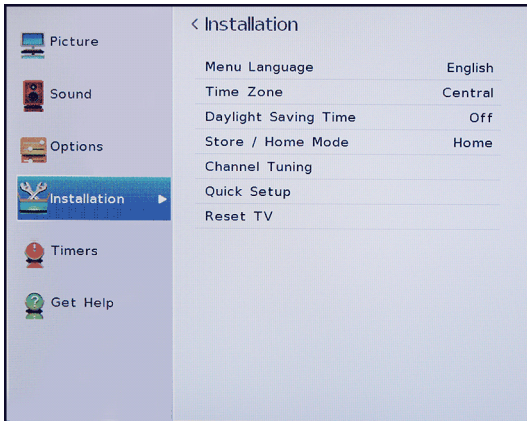 Picture
Sound
Options
Installation
Timers
Get Help
< Installation
Menu Language English
Time Zone Central
Daylight Saving Time Off
Store / Home Mode Home
Channel Tuning
Quick Setup
Reset TV